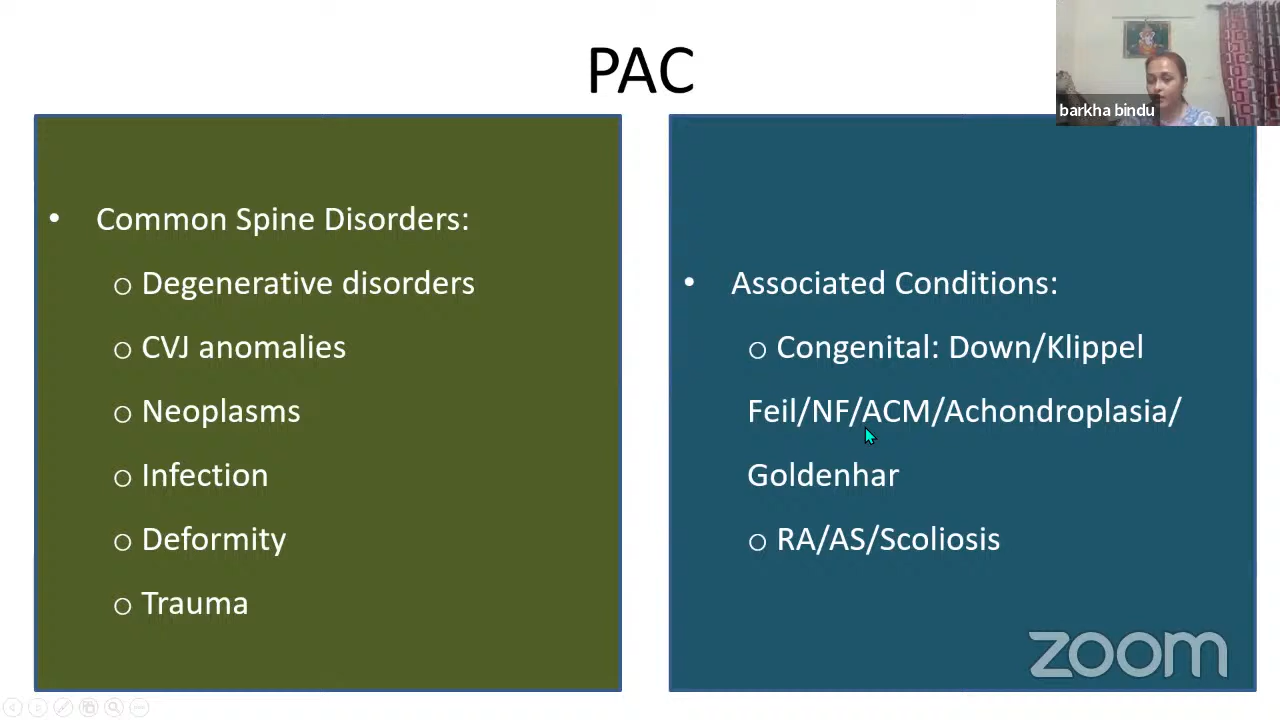 PAC
barkha bindu
• Common Spine Disorders:
o Degenerative disorders
o CVJ anomalies
o Neoplasms
o Infection
o Deformity
o Trauma
• Associated Conditions:
o Congenital: Down/Klippel
Feil/NF/ACM/Achondroplasia/
Goldenhar
o RA/AS/Scoliosis
zoom